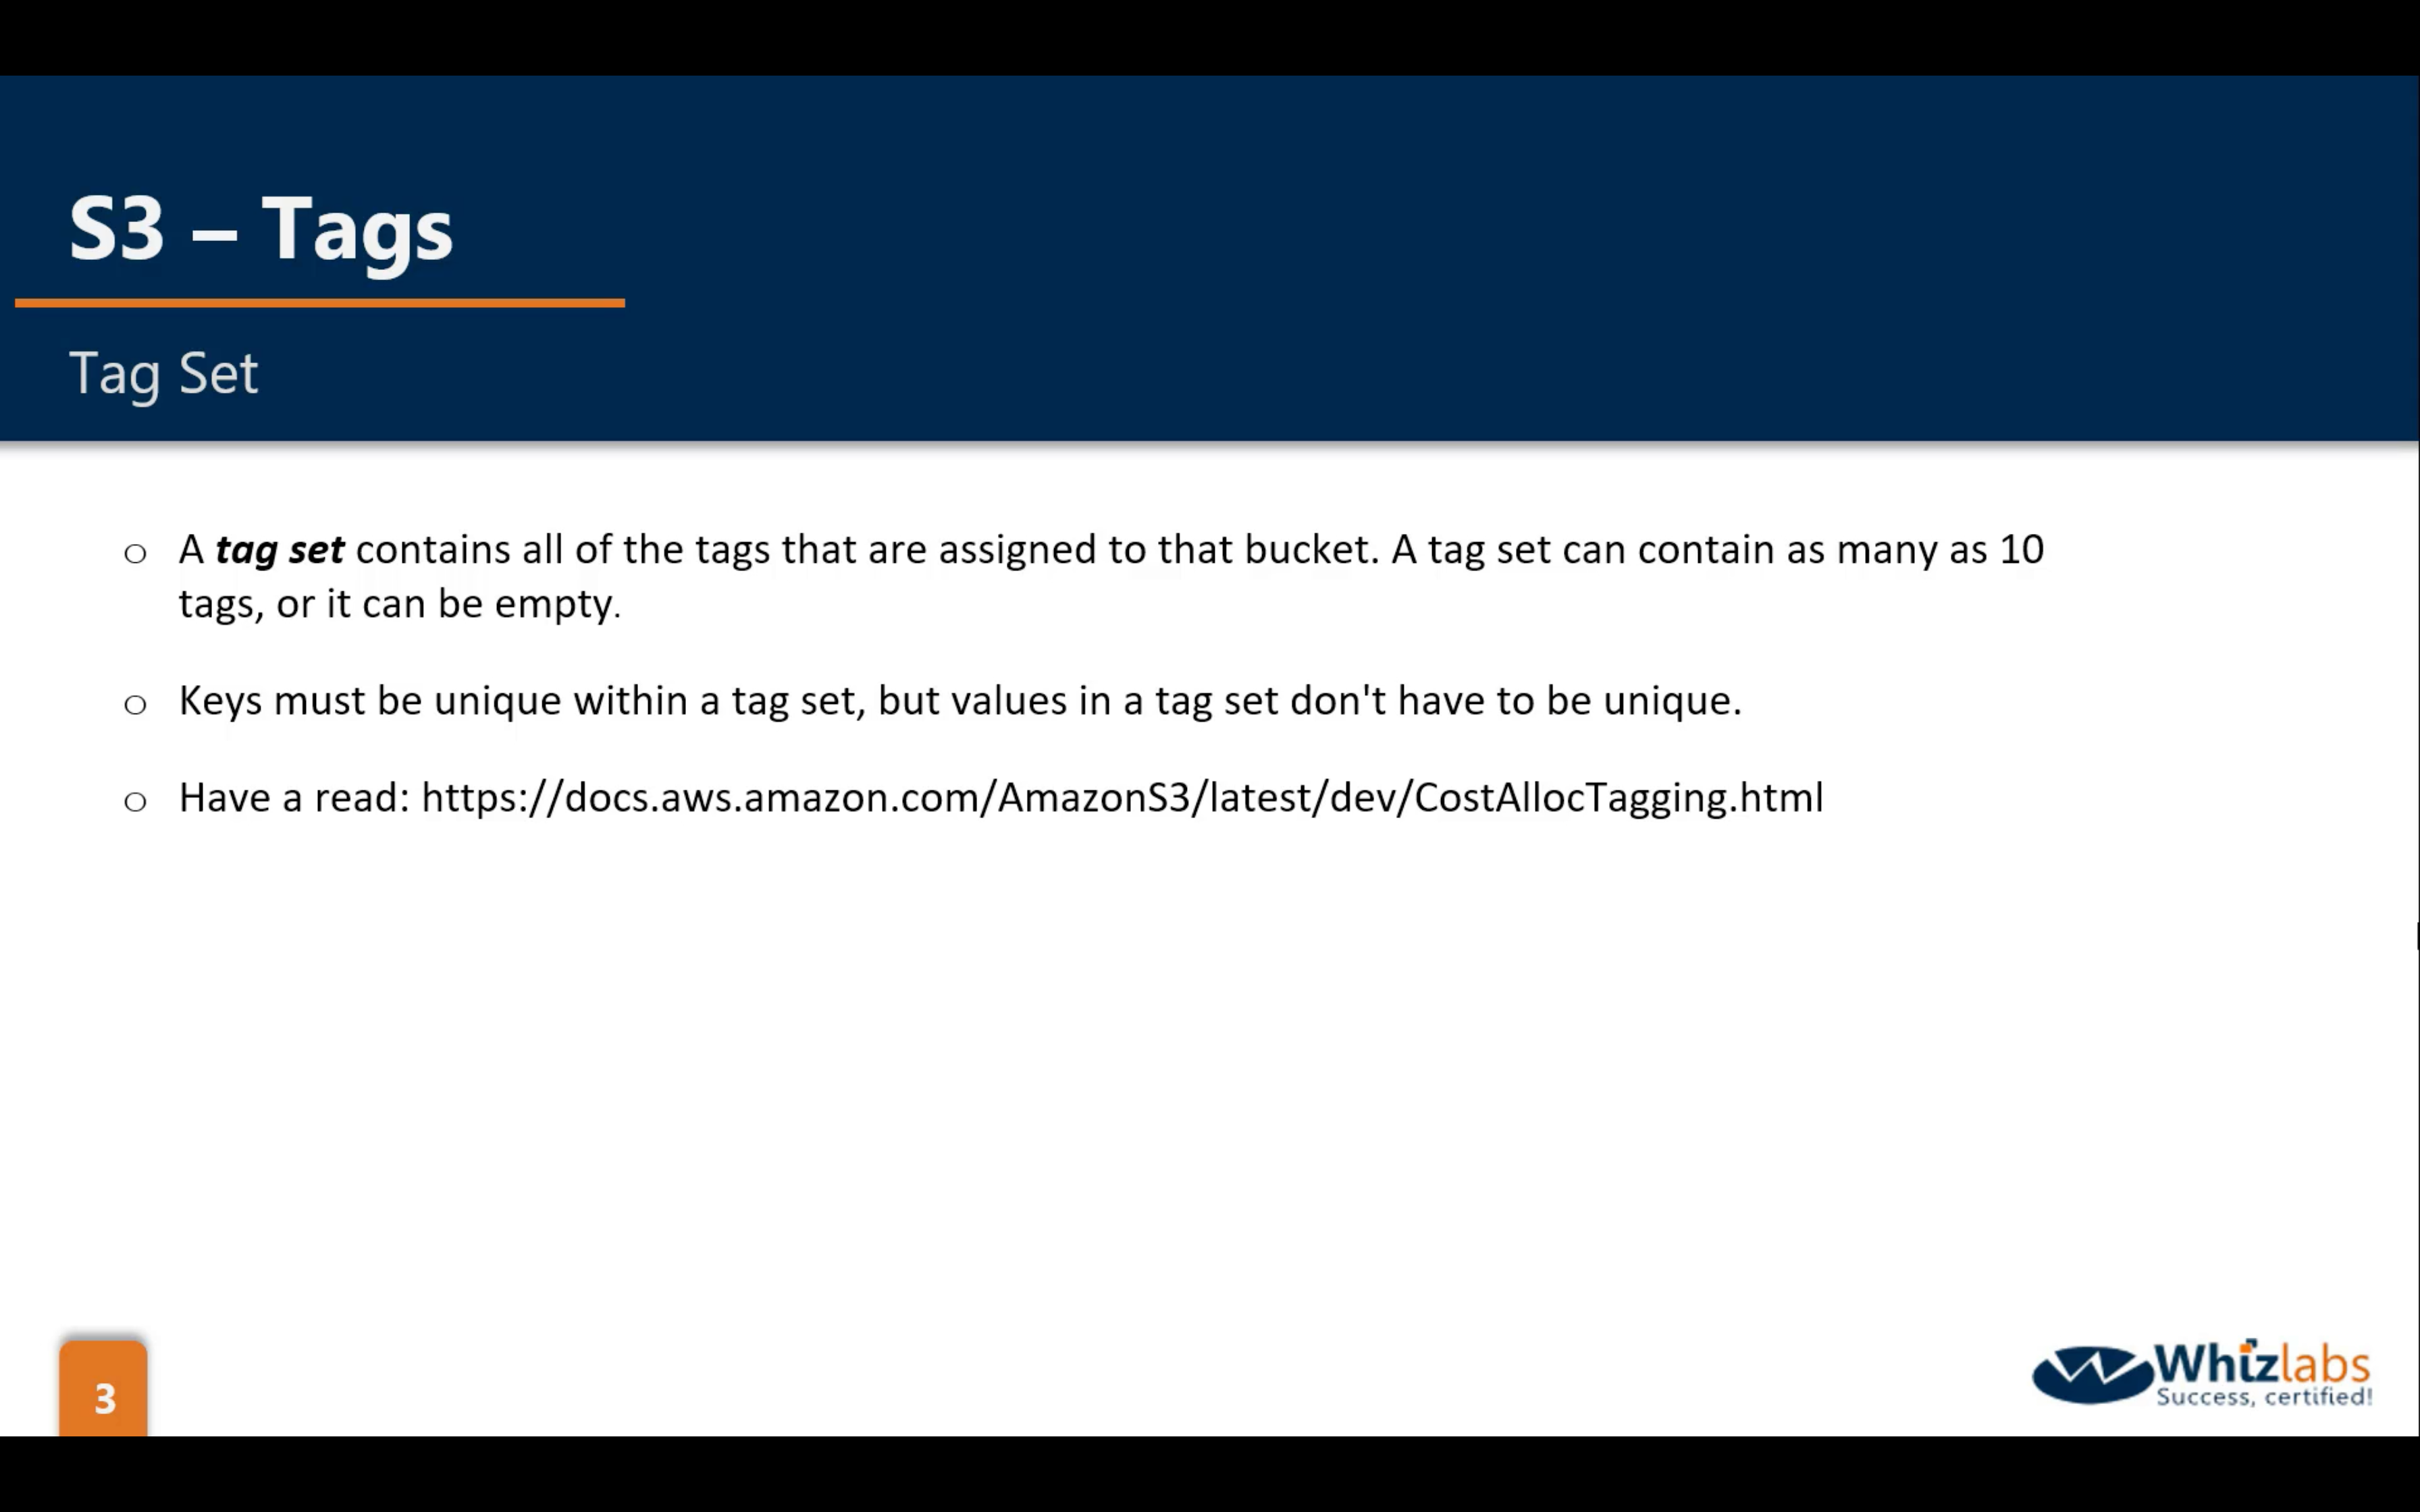 S3 – Tags
Tag Set
o A tag set contains all of the tags that are assigned to that bucket. A tag set can contain as many as 10
tags, or it can be empty.
o Keys must be unique within a tag set, but values in a tag set don't have to be unique.
o Have a read: https://docs.aws.amazon.com/AmazonS3/latest/dev/CostAllocTagging.html
3
Whizlabs
Success, certified!